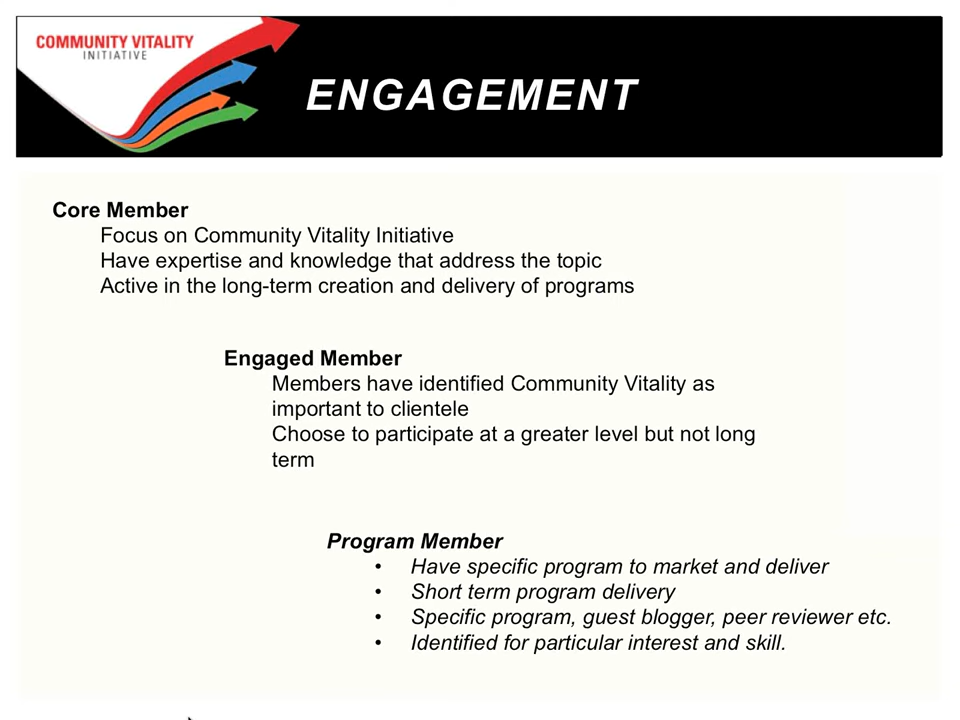 COMMUNITY VITALITY
INITIATIVE
ENGAGEMENT
Core Member
Focus on Community Vitality Initiative
Have expertise and knowledge that address the topic
Active in the long-term creation and delivery of programs
Engaged Member
Members have identified Community Vitality as
important to clientele
Choose to participate at a greater level but not long
term
Program Member
• Have specific program to market and deliver
• Short term program delivery
• Specific program, guest blogger, peer reviewer etc.
• Identified for particular interest and skill.